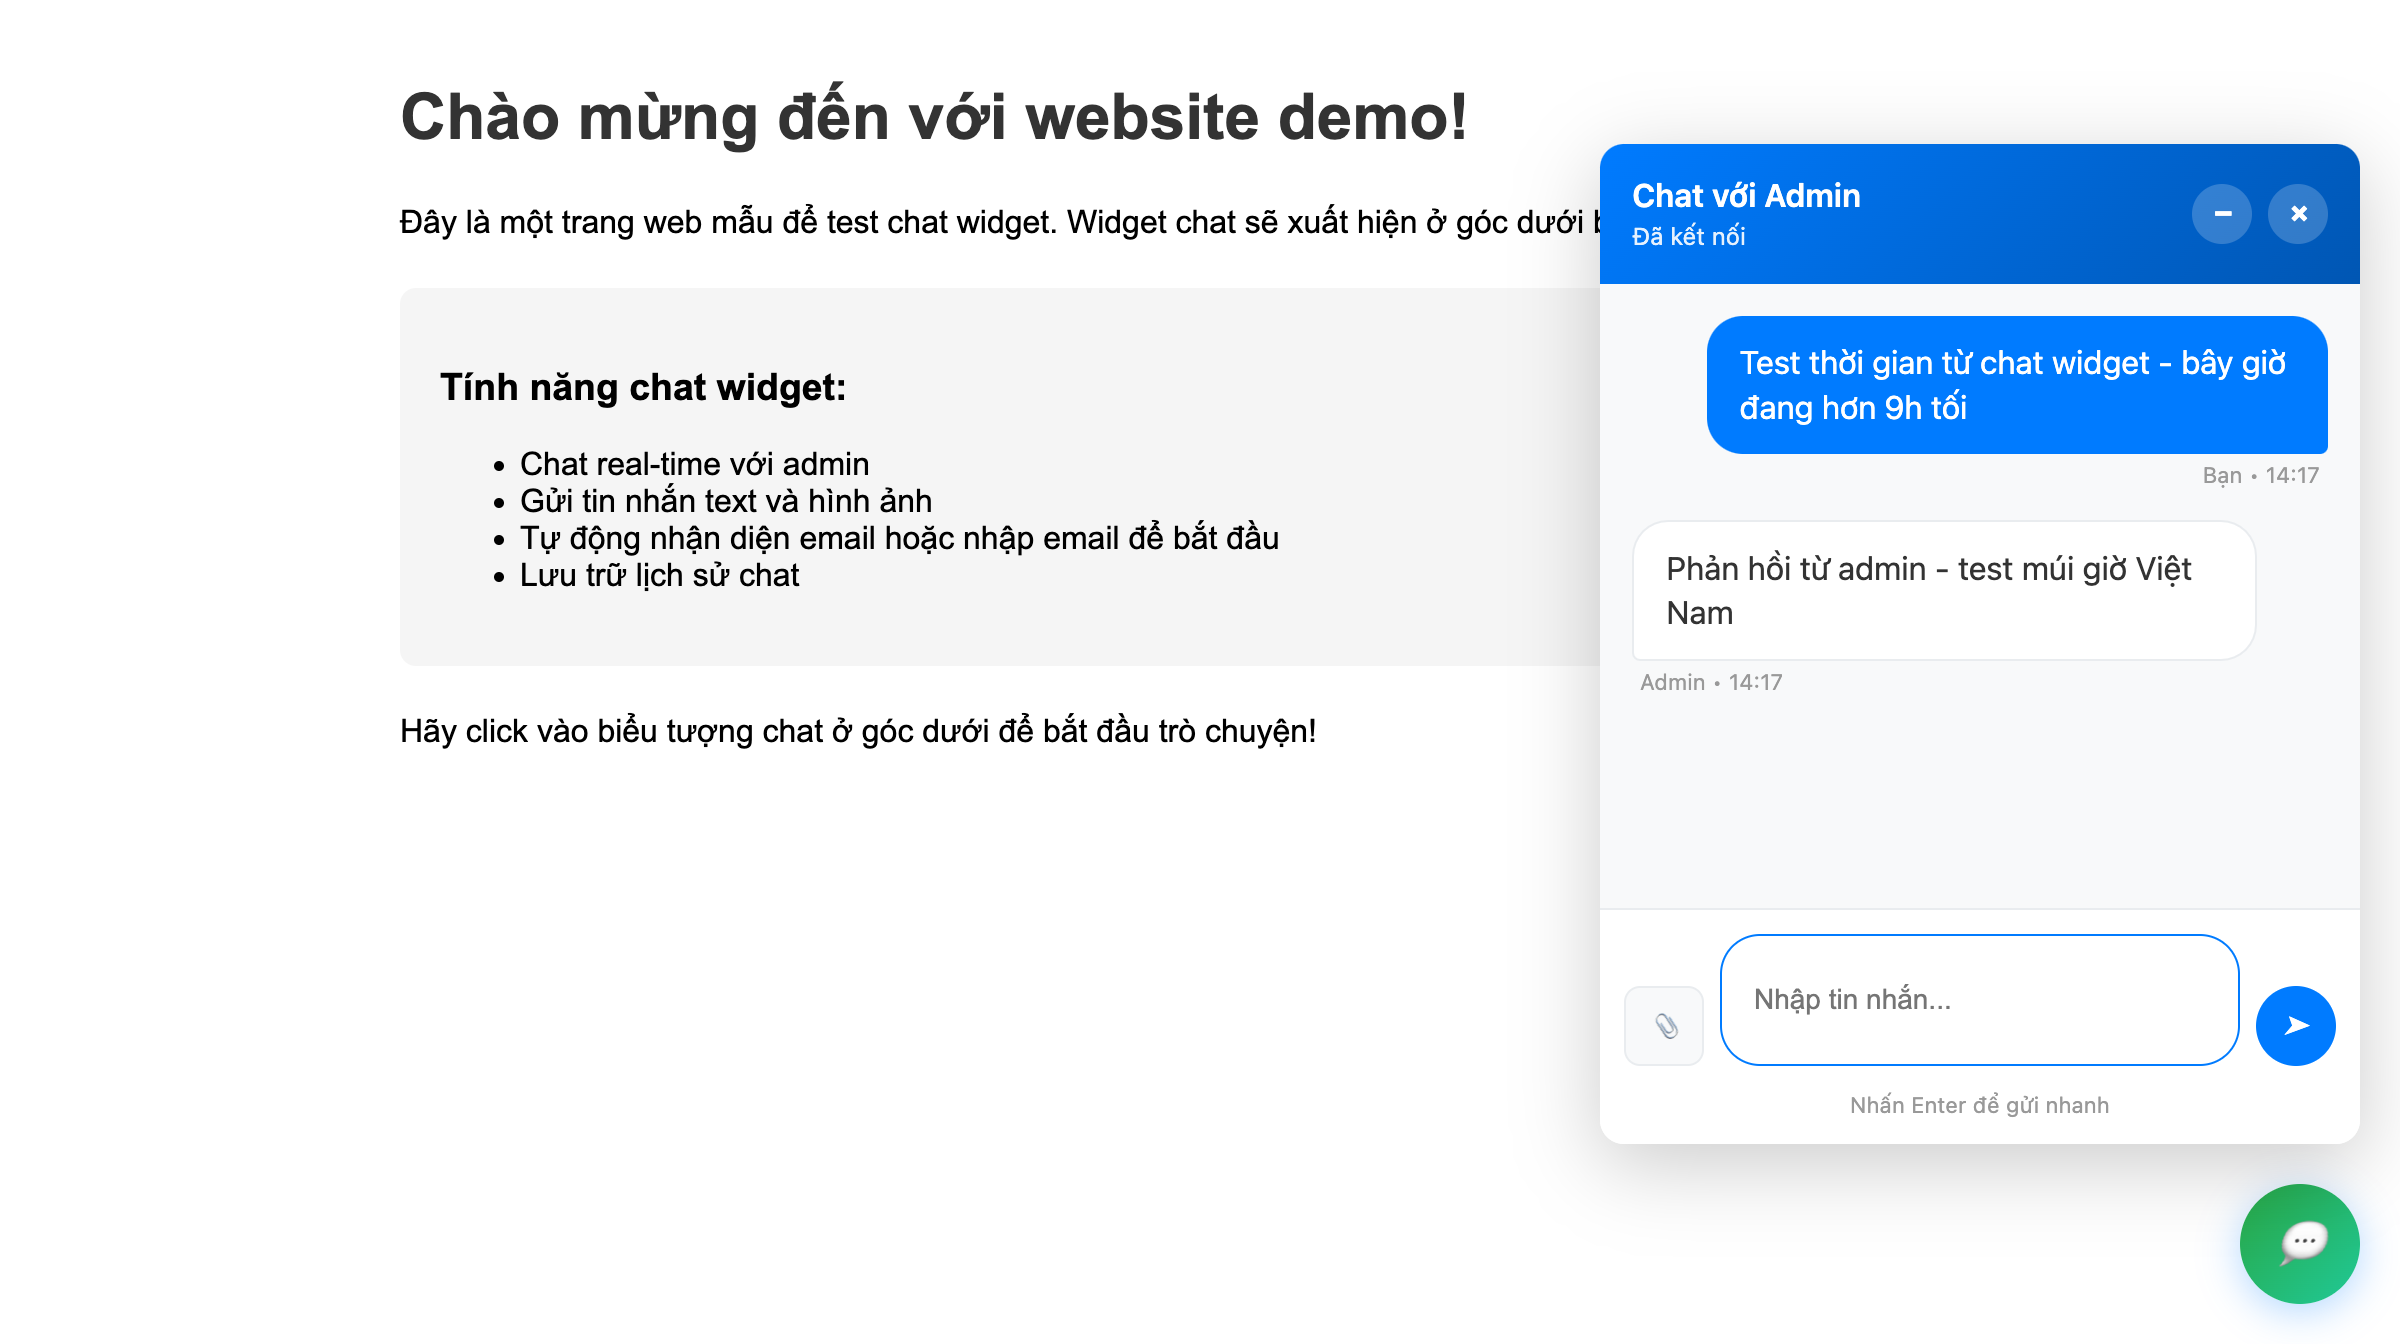 Chào mừng đến với website demo!
Đây là một trang web mẫu để test chat widget. Widget chat sẽ xuất hiện ở góc dưới
Tính năng chat widget:
Chat real-time với admin
Gửi tin nhắn text và hình ảnh
Tự động nhận diện email hoặc nhập email để bắt đầu
Lưu trữ lịch sử chat
Hãy click vào biểu tượng chat ở góc dưới để bắt đầu trò chuyện!
Chat với Admin
Đã kết nối
Test thời gian từ chat widget - bây giờ
đang hơn 9h tối
Bạn • 14:17
Phản hồi từ admin - test múi giờ Việt
Nam
Admin • 14:17
Nhập tin nhắn...
Nhấn Enter để gửi nhanh